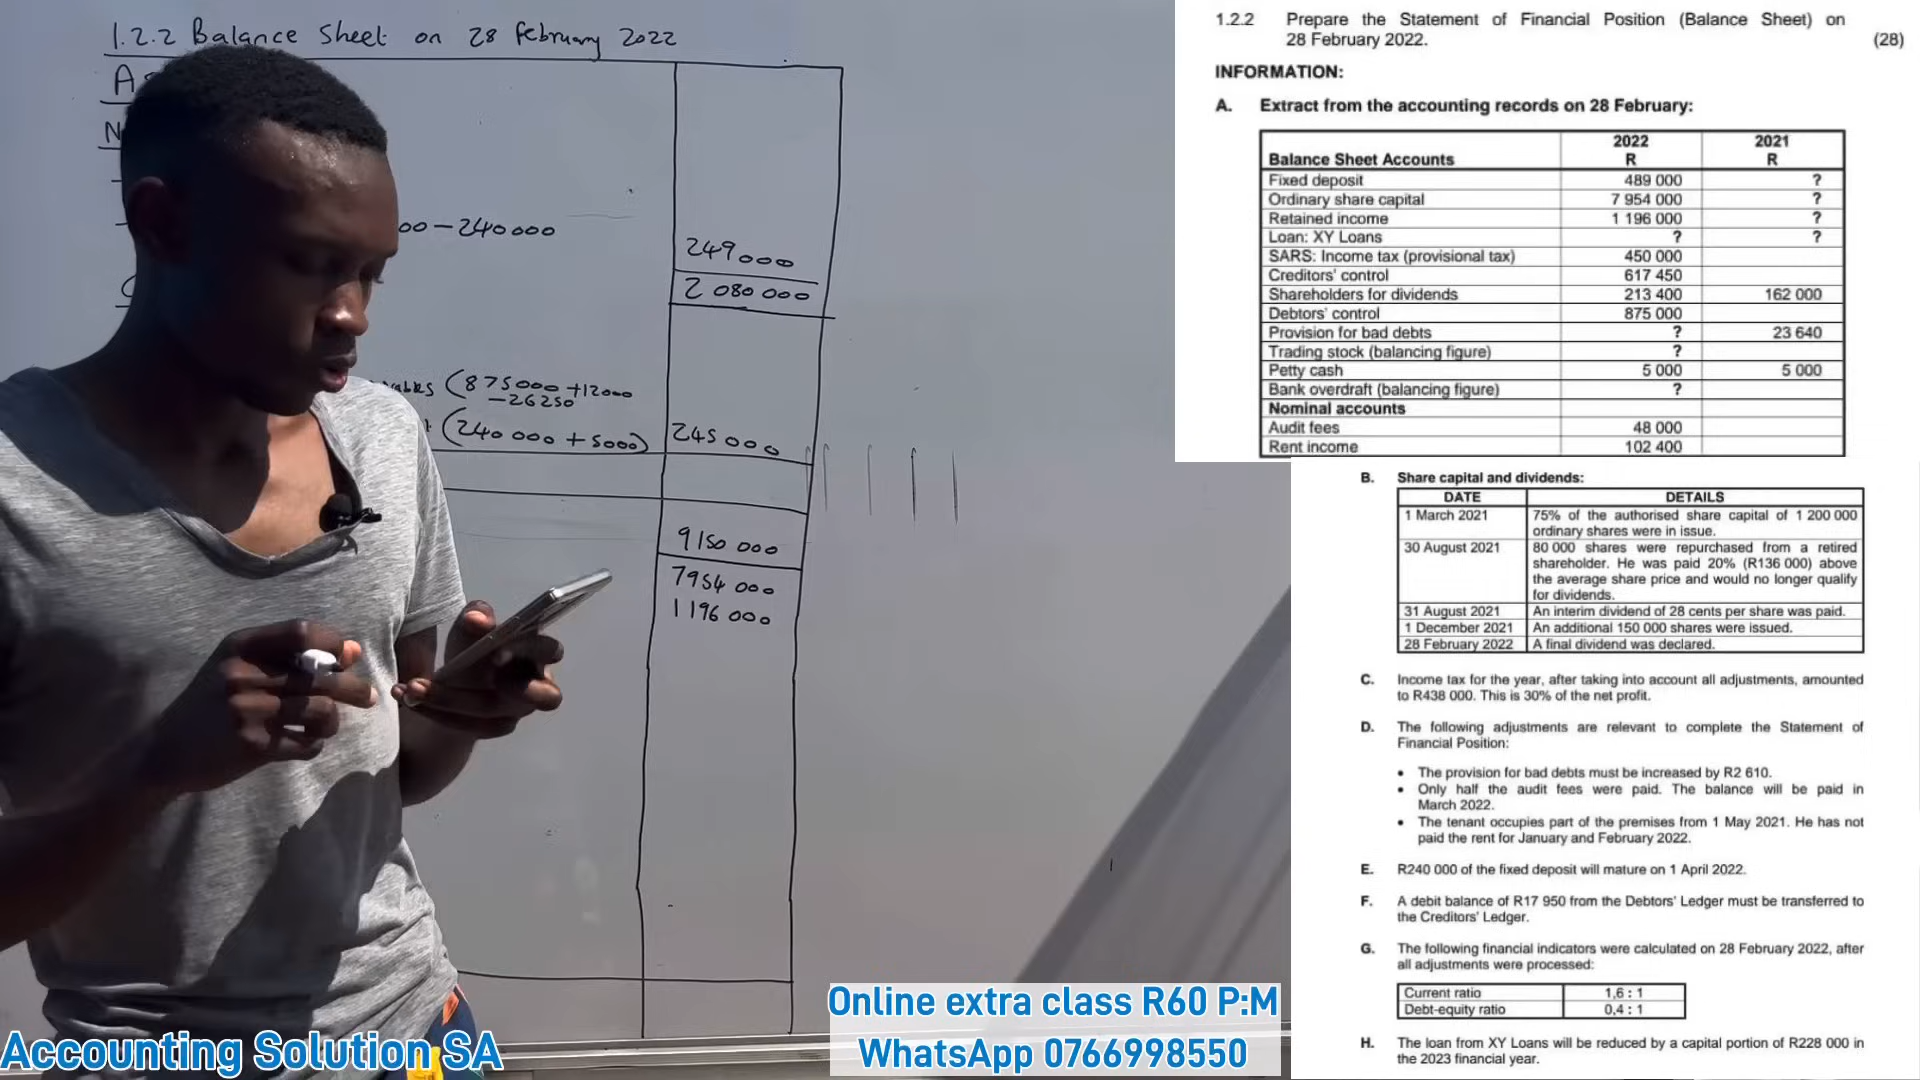 1.2.2 Balance Sheet on 28 February 2022
A
N
00 – 240000
249000
2 080 000
(875000 +12000
–26250
(240 000 + 5000)
245000
9150 000
7954 000
1196 000
1.2.2 Prepare the Statement of Financial Position (Balance Sheet) on
28 February 2022.
(28)
INFORMATION:
A. Extract from the accounting records on 28 February:
Balance Sheet Accounts 2022 R 2021 R
Fixed deposit 489 000 ?
Ordinary share capital 7 954 000 ?
Retained income 1 196 000 ?
Loan: XY Loans ? ?
SARS: Income tax (provisional tax) 450 000
Creditors' control 617 450
Shareholders for dividends 213 400 162 000
Debtors' control 875 000
Provision for bad debts ? 23 640
Trading stock (balancing figure) ?
Petty cash 5 000 5 000
Bank overdraft (balancing figure) ?
Nominal accounts
Audit fees 48 000
Rent income 102 400
B. Share capital and dividends:
DATE DETAILS
1 March 2021 75% of the authorised share capital of 1 200 000
ordinary shares were in issue.
30 August 2021 80 000 shares were repurchased from a retired
shareholder. He was paid 20% (R136 000) above
the average share price and would no longer qualify
for dividends.
31 August 2021 An interim dividend of 28 cents per share was paid.
1 December 2021 An additional 150 000 shares were issued.
28 February 2022 A final dividend was declared.
C. Income tax for the year, after taking into account all adjustments, amounted
to R438 000. This is 30% of the net profit.
D. The following adjustments are relevant to complete the Statement of
Financial Position:
• The provision for bad debts must be increased by R2 610.
• Only half the audit fees were paid. The balance will be paid in
March 2022.
• The tenant occupies part of the premises from 1 May 2021. He has not
paid the rent for January and February 2022.
E. R240 000 of the fixed deposit will mature on 1 April 2022.
F. A debit balance of R17 950 from the Debtors' Ledger must be transferred to
the Creditors' Ledger.
G. The following financial indicators were calculated on 28 February 2022, after
all adjustments were processed:
Current ratio 1,6 : 1
Debt-equity ratio 0,4 : 1
H. The loan from XY Loans will be reduced by a capital portion of R228 000 in
the 2023 financial year.
Online extra class R60 P:M
WhatsApp 0766998550
Accounting Solution SA